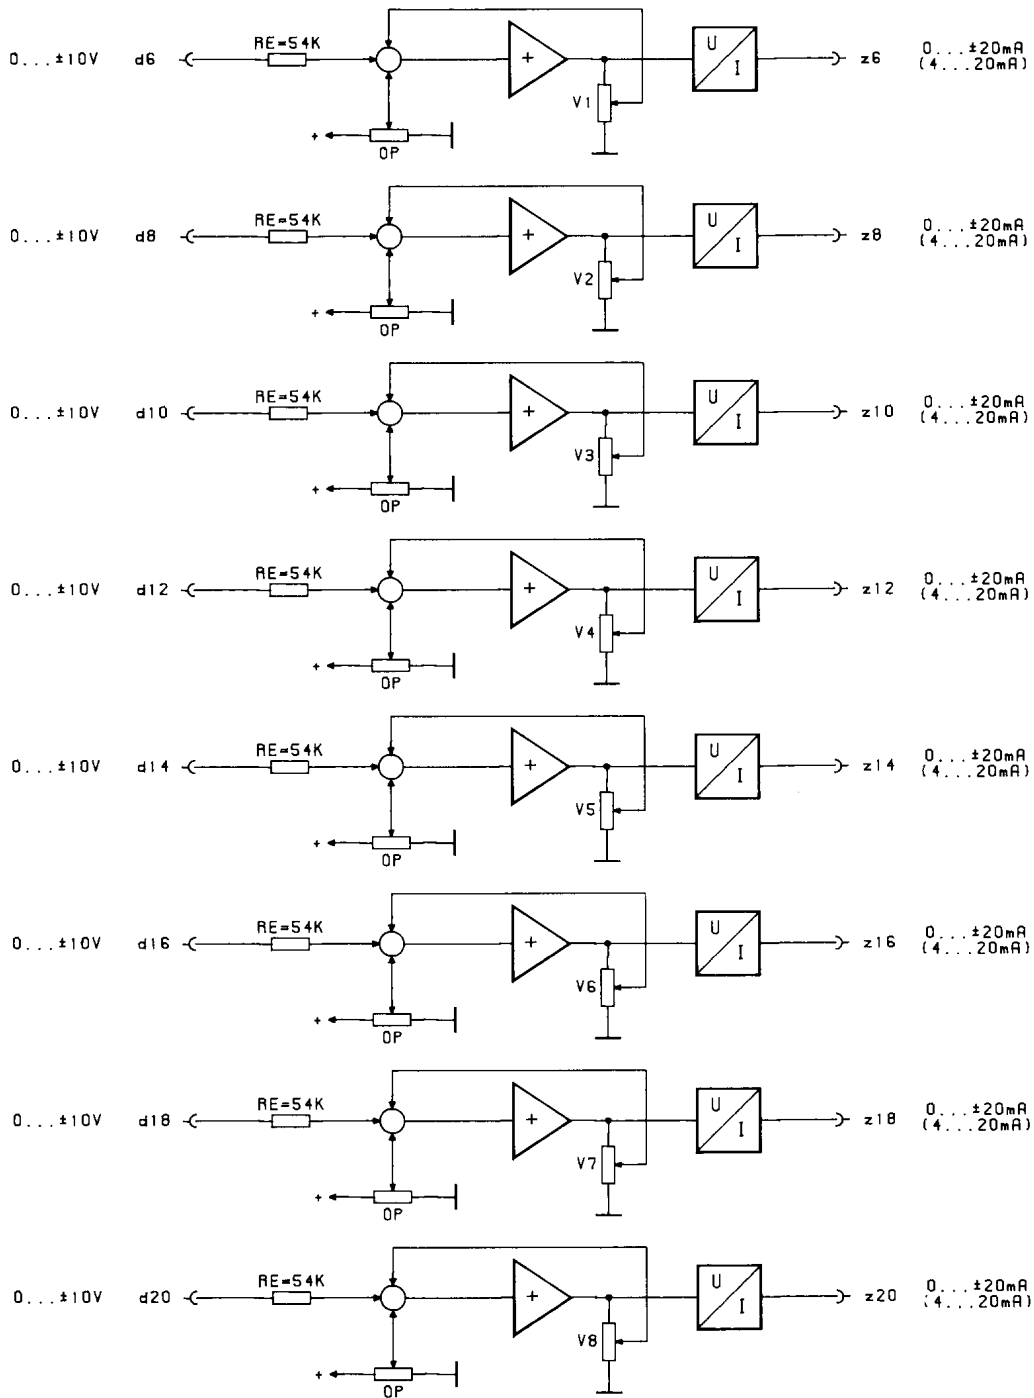 0...±10V d6 RE=54K + OP + V1 U I z6 0...±20mA (4...20mA)
0...±10V d8 RE=54K + OP + V2 U I z8 0...±20mA (4...20mA)
0...±10V d10 RE=54K + OP + V3 U I z10 0...±20mA (4...20mA)
0...±10V d12 RE=54K + OP + V4 U I z12 0...±20mA (4...20mA)
0...±10V d14 RE=54K + OP + V5 U I z14 0...±20mA (4...20mA)
0...±10V d16 RE=54K + OP + V6 U I z16 0...±20mA (4...20mA)
0...±10V d18 RE=54K + OP + V7 U I z18 0...±20mA (4...20mA)
0...±10V d20 RE=54K + OP + V8 U I z20 0...±20mA (4...20mA)